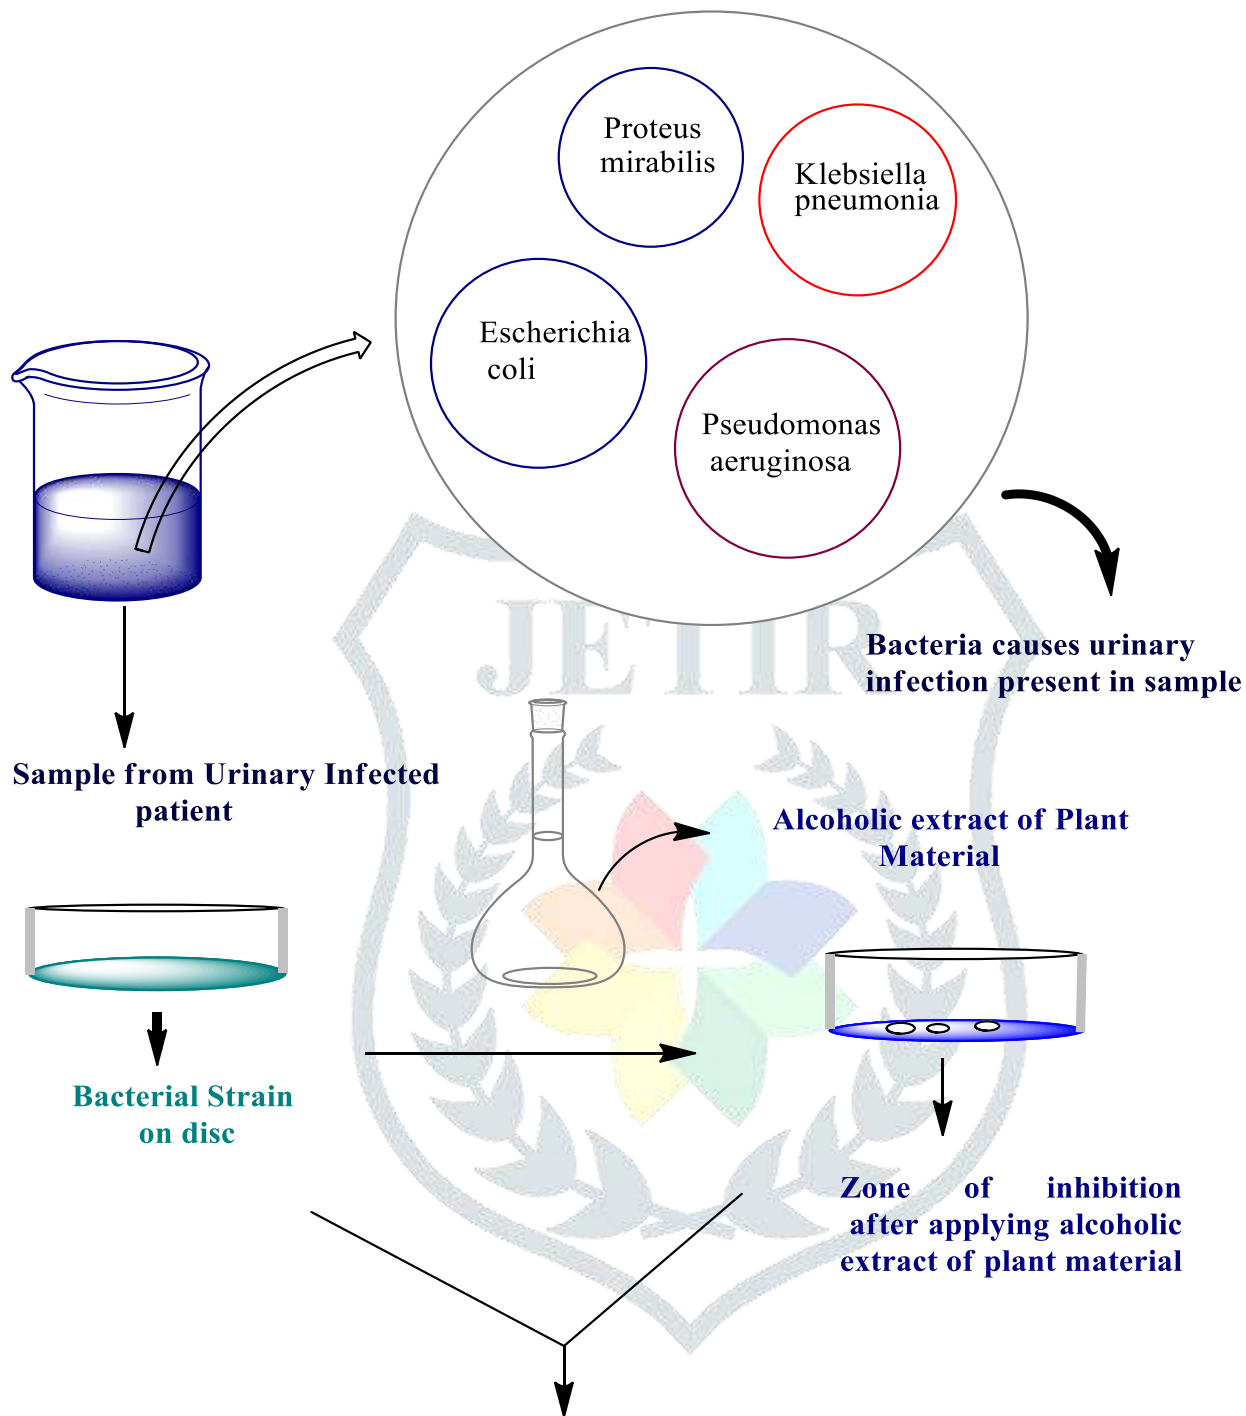 Proteus
mirabilis
Klebsiella
pneumonia
Escherichia
coli
Pseudomonas
aeruginosa
JETIR
Bacteria causes urinary
infection present in sample
Sample from Urinary Infected
patient
Alcoholic extract of Plant
Material
Bacterial Strain
on disc
Zone of inhibition
after applying alcoholic
extract of plant material